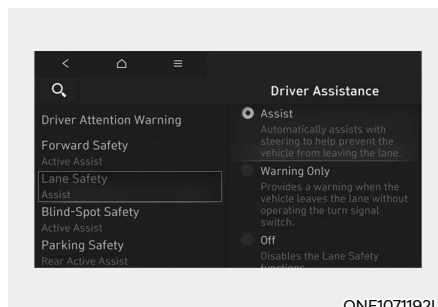 Driver Assistance
Driver Attention Warning
Forward Safety
Active Assist
Lane Safety
Assist
Blind-Spot Safety
Active Assist
Parking Safety
Rear Active Assist
Assist
Automatically assists with
steering to help prevent the
vehicle from leaving the lane.
Warning Only
Provides a warning when the
vehicle leaves the lane without
operating the turn signal
switch.
Off
Disables the Lane Safety
functions.